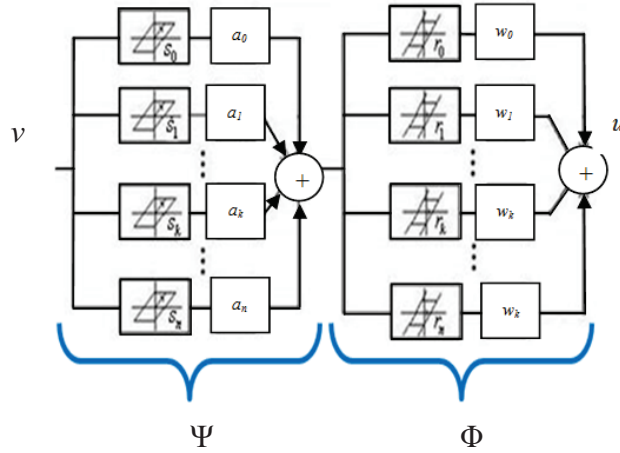 s₀ a₀ r₀ w₀
v s₁ a₁ r₁ w₁ u
+ +
sₖ aₖ rₖ wₖ
sₙ aₙ rₙ wₖ
Ψ Φ